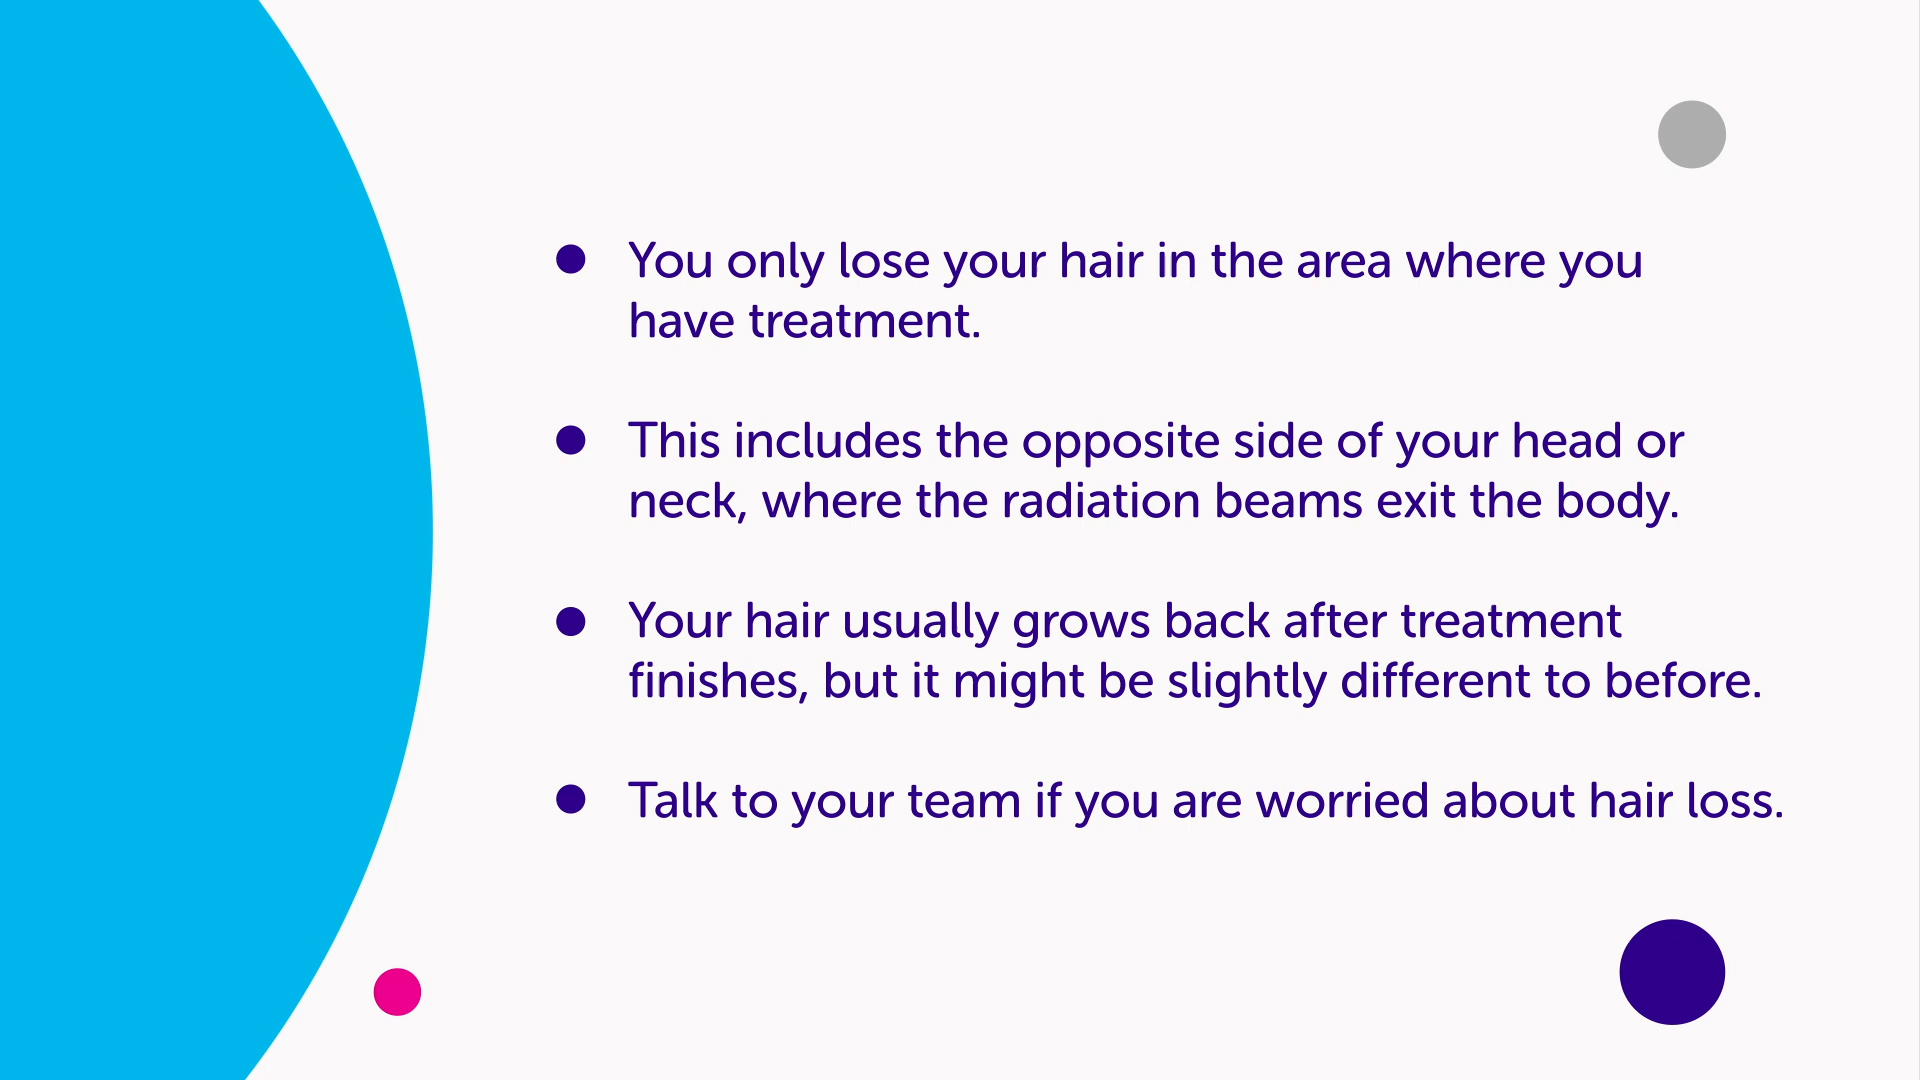 You only lose your hair in the area where you
have treatment.
This includes the opposite side of your head or
neck, where the radiation beams exit the body.
Your hair usually grows back after treatment
finishes, but it might be slightly different to before.
Talk to your team if you are worried about hair loss.